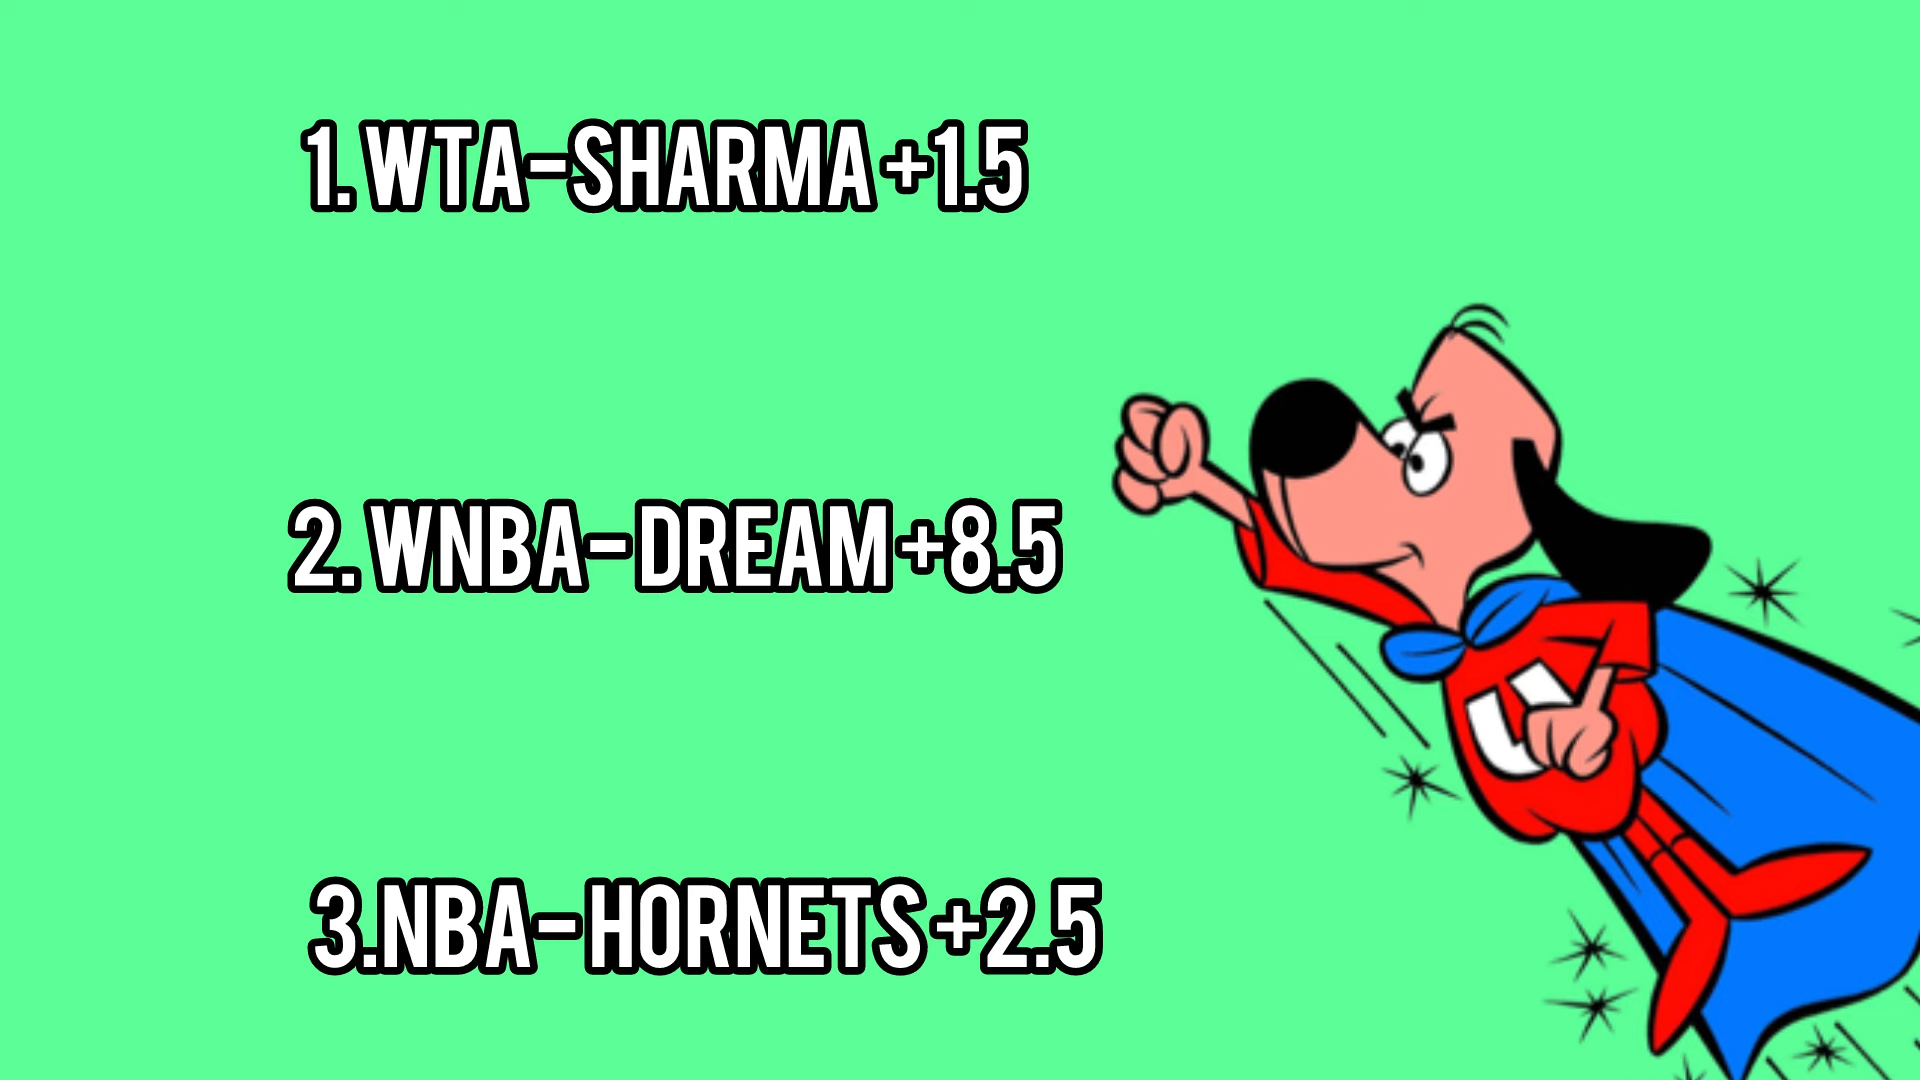 1. WTA-SHARMA +1.5
2. WNBA-DREAM +8.5
U
3.NBA-HORNETS +2.5